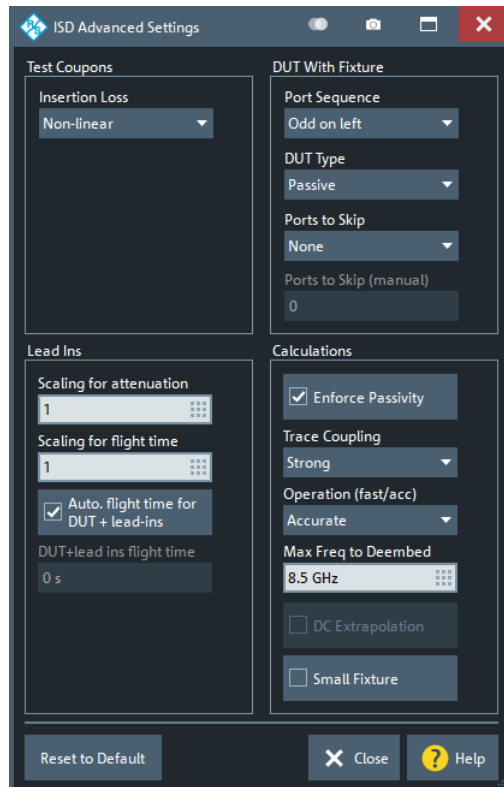 ISD Advanced Settings
Test Coupons
Insertion Loss
Non-linear
DUT With Fixture
Port Sequence
Odd on left
DUT Type
Passive
Ports to Skip
None
Ports to Skip (manual)
0
Lead Ins
Scaling for attenuation
1
Scaling for flight time
1
Auto. flight time for
DUT + lead-ins
DUT+lead ins flight time
0 s
Calculations
Enforce Passivity
Trace Coupling
Strong
Operation (fast/acc)
Accurate
Max Freq to Deembed
8.5 GHz
DC Extrapolation
Small Fixture
Reset to Default
Close
? Help